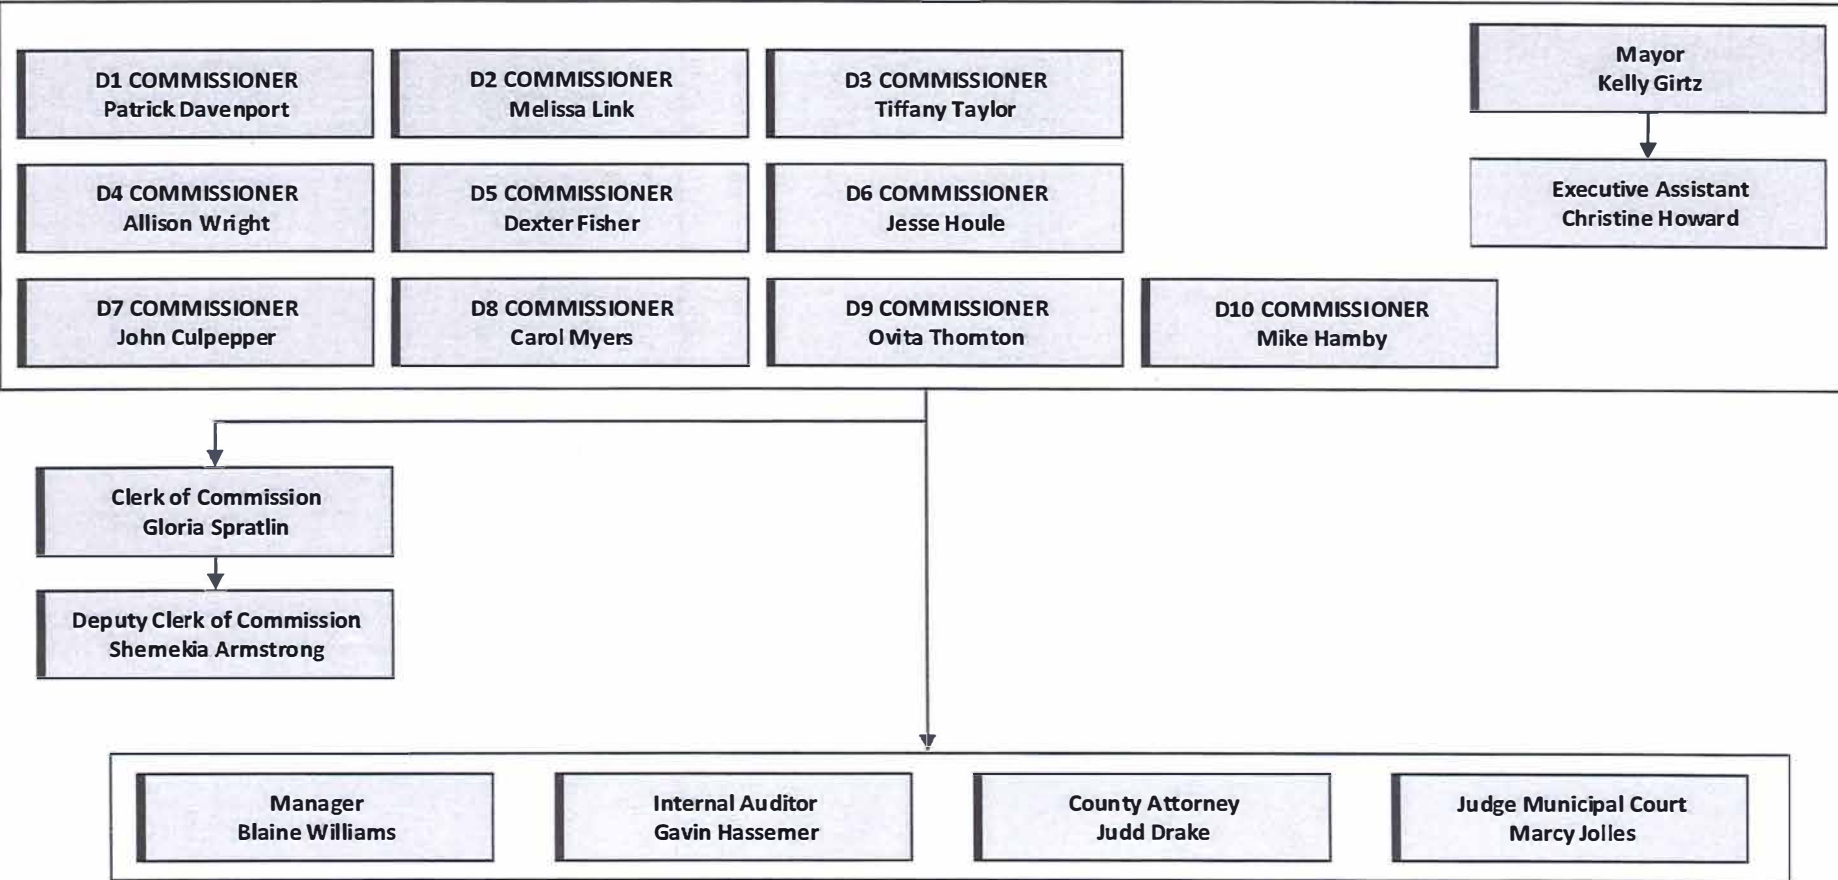 D1 COMMISSIONER
Patrick Davenport
D2 COMMISSIONER
Melissa Link
D3 COMMISSIONER
Tiffany Taylor
Mayor
Kelly Girtz
D4 COMMISSIONER
Allison Wright
D5 COMMISSIONER
Dexter Fisher
D6 COMMISSIONER
Jesse Houle
Executive Assistant
Christine Howard
D7 COMMISSIONER
John Culpepper
D8 COMMISSIONER
Carol Myers
D9 COMMISSIONER
Ovita Thornton
D10 COMMISSIONER
Mike Hamby
Clerk of Commission
Gloria Spratlin
Deputy Clerk of Commission
Shemekia Armstrong
Manager
Blaine Williams
Internal Auditor
Gavin Hassemer
County Attorney
Judd Drake
Judge Municipal Court
Marcy Jolles